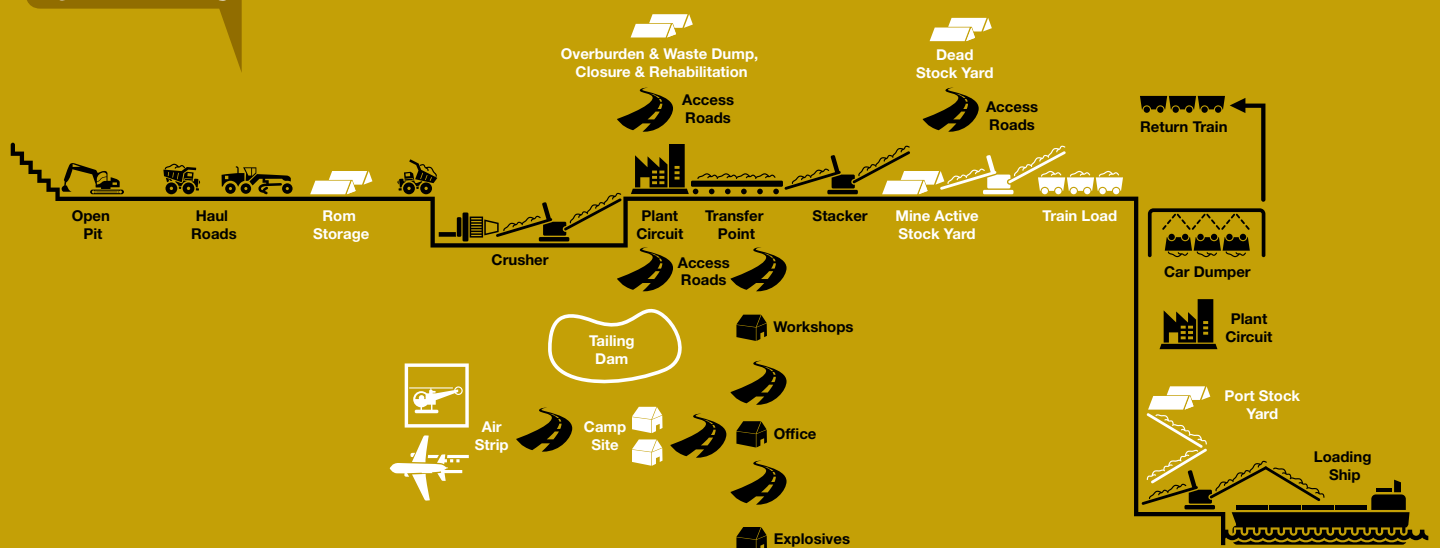 Overburden & Waste Dump,
Closure & Rehabilitation
Dead
Stock Yard
Access
Roads
Access
Roads
Return Train
Open
Pit
Haul
Roads
Rom
Storage
Crusher
Plant
Circuit
Transfer
Point
Stacker
Mine Active
Stock Yard
Train Load
Access
Roads
Car Dumper
Plant
Circuit
Workshops
Tailing
Dam
Air
Strip
Camp
Site
Office
Port Stock
Yard
Loading
Ship
Explosives